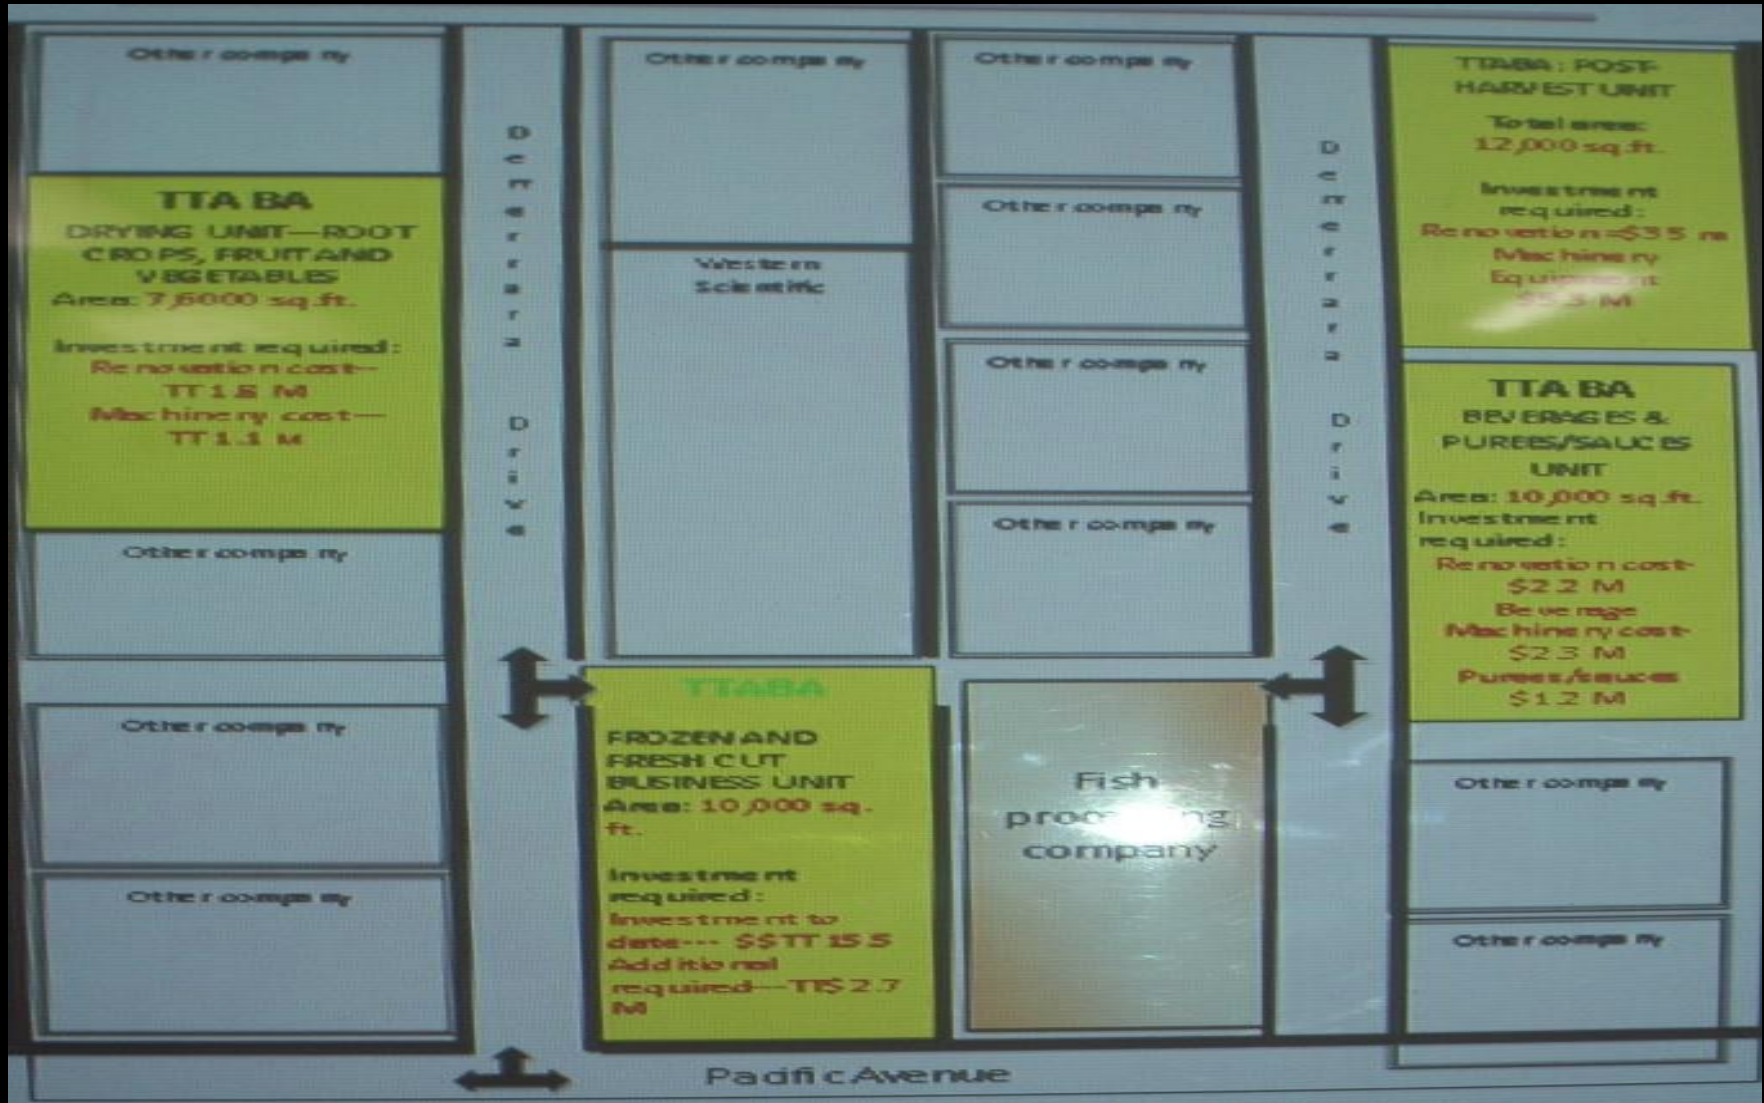 Other company
TTABA
DRYING UNIT—ROOT
CROPS, FRUIT AND
VEGETABLES
Area: 7,6000 sq.ft.
Investment required:
Renovation cost--
TT 1.8 M
Machinery cost—
TT 1.1 M
Other company
Other company
Other company
Demerara Drive
Other company
Western
Scientific
TTABA
FROZEN AND
FRESH CUT
BUSINESS UNIT
Area: 10,000 sq.
ft.
Investment
required:
Investment to
date--- $$TT 15.5
Additional
required—TT$ 2.7
M
Other company
Other company
Other company
Other company
Fish
company
Demerara Drive
TTABA: POST-
HARVEST UNIT
Total area:
12,000 sq.ft.
Investment
required:
Renovation=$3.5 m
Machinery
Equipment
M
TTABA
BEVERAGES &
PUREES/SAUCES
UNIT
Area: 10,000 sq.ft.
Investment
required:
Renovation cost-
$2.2 M
Beverage
Machinery cost-
$2.3 M
Purees/sauces
$1.2 M
Other company
Other company
Pacific Avenue